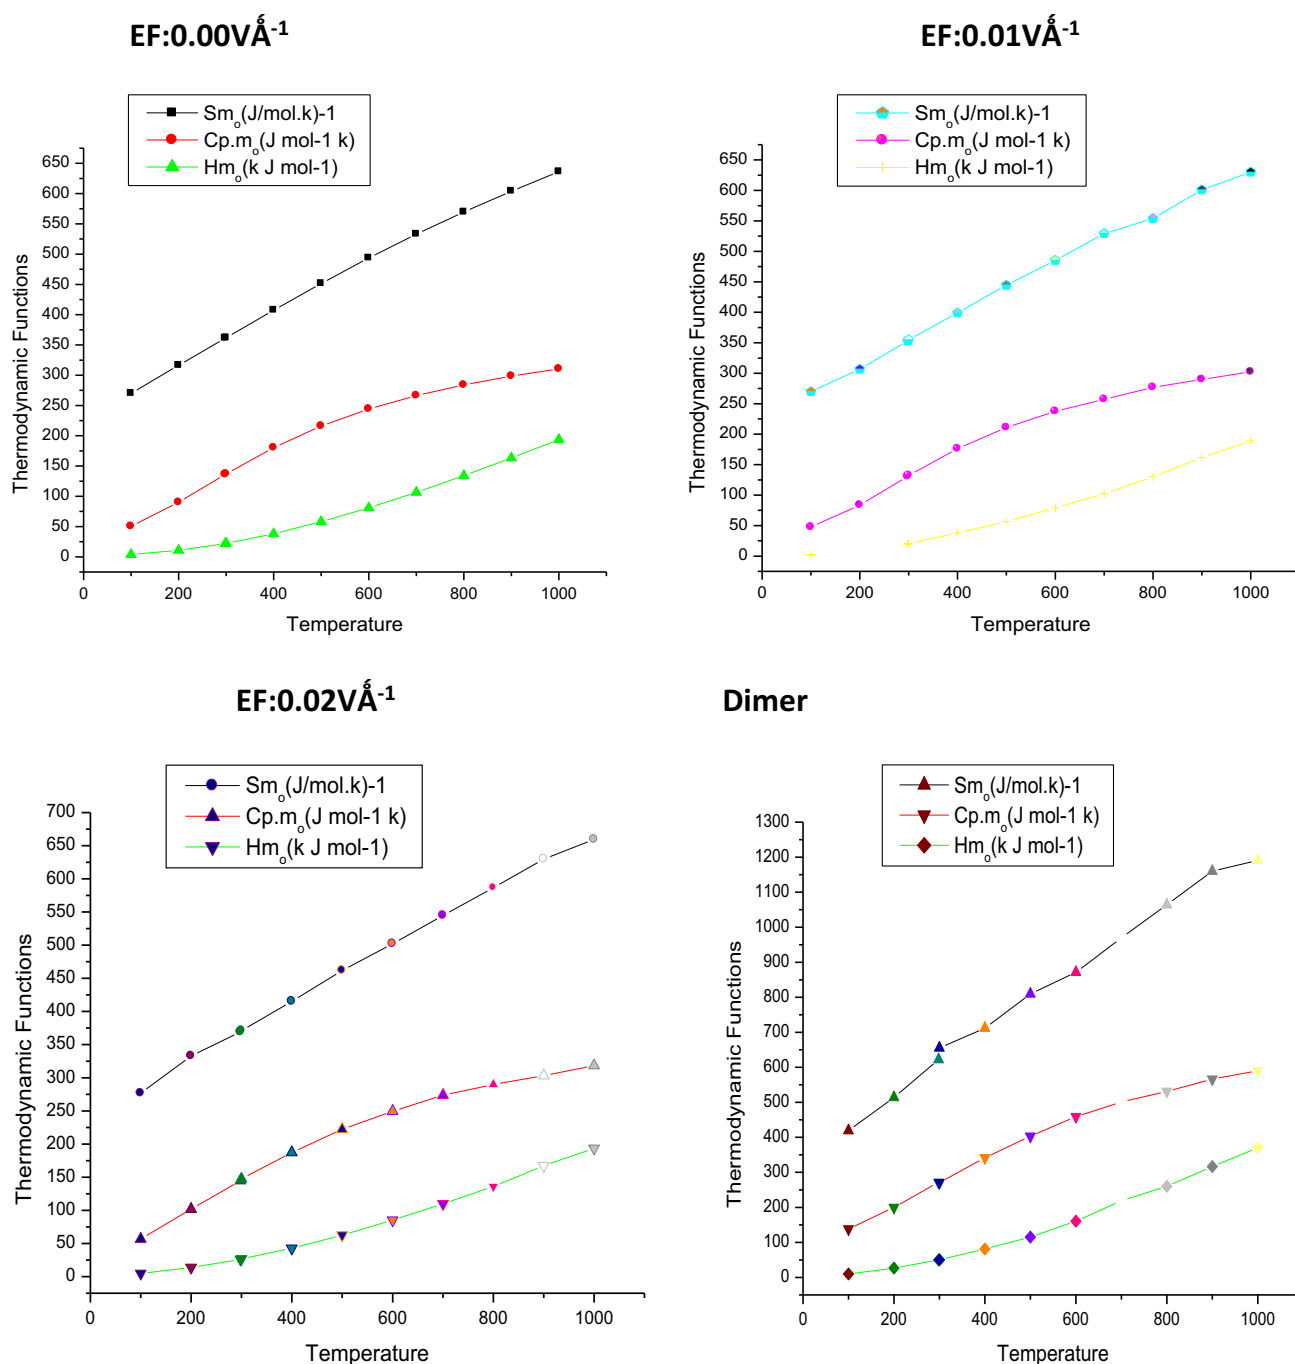 EF:0.00VÅ-1
Smo(J/mol.k)-1
Cp.mo(J mol-1 k)
Hmo(k J mol-1)
650
600
550
500
450
400
350
300
250
200
150
100
50
0
Thermodynamic Functions
0 200 400 600 800 1000
Temperature
EF:0.01VÅ-1
Smo(J/mol.k)-1
Cp.mo(J mol-1 k)
Hmo(k J mol-1)
650
600
550
500
450
400
350
300
250
200
150
100
50
0
Thermodynamic Functions
0 200 400 600 800 1000
Temperature
EF:0.02VÅ-1
Smo(J/mol.k)-1
Cp.mo(J mol-1 k)
Hmo(k J mol-1)
700
650
600
550
500
450
400
350
300
250
200
150
100
50
0
Thermodynamic Functions
0 200 400 600 800 1000
Temperature
Dimer
Smo(J/mol.k)-1
Cp.mo(J mol-1 k)
Hmo(k J mol-1)
1300
1200
1100
1000
900
800
700
600
500
400
300
200
100
0
Thermodynamic Functions
0 200 400 600 800 1000
Temperature